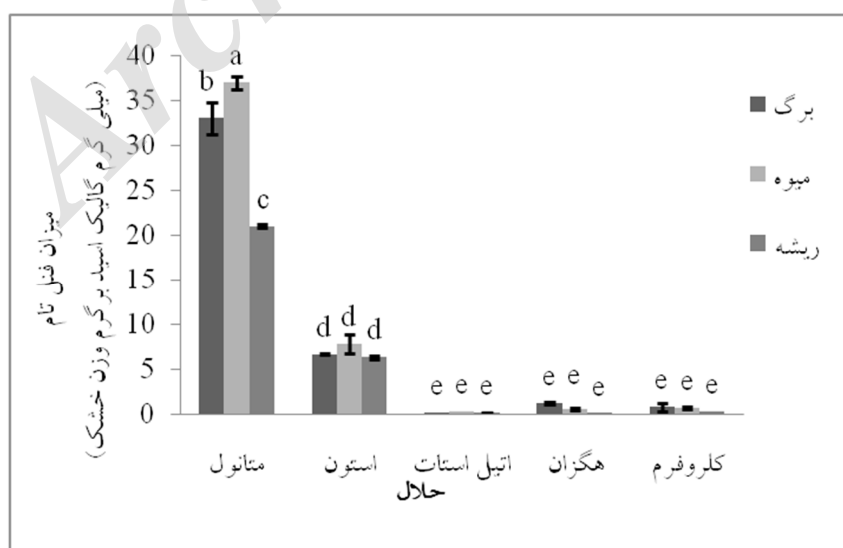 Arc
میزان فنل تام
(میلی گرم گالیک اسید بر گرم وزن خشک)
40
35
30
25
20
15
10
5
0
b a c
d d d
e e e
e e e
e e e
متانول استون اتیل استات هگزان کلروفرم
حلال
برگ
میوه
ریشه